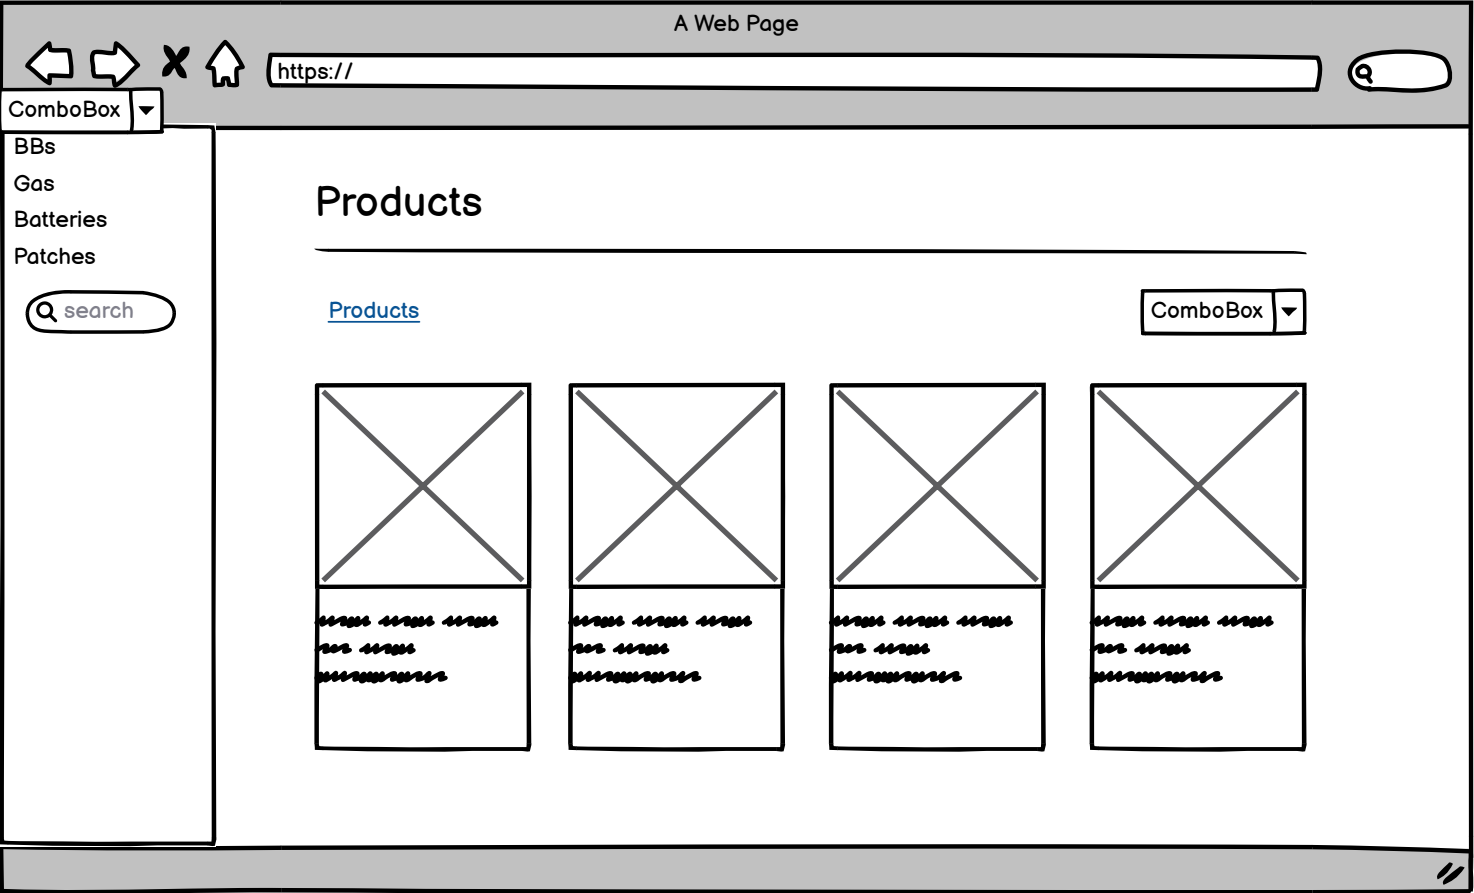 A Web Page
https://
ComboBox
BBs
Gas
Batteries
Patches
search
Products
Products
ComboBox